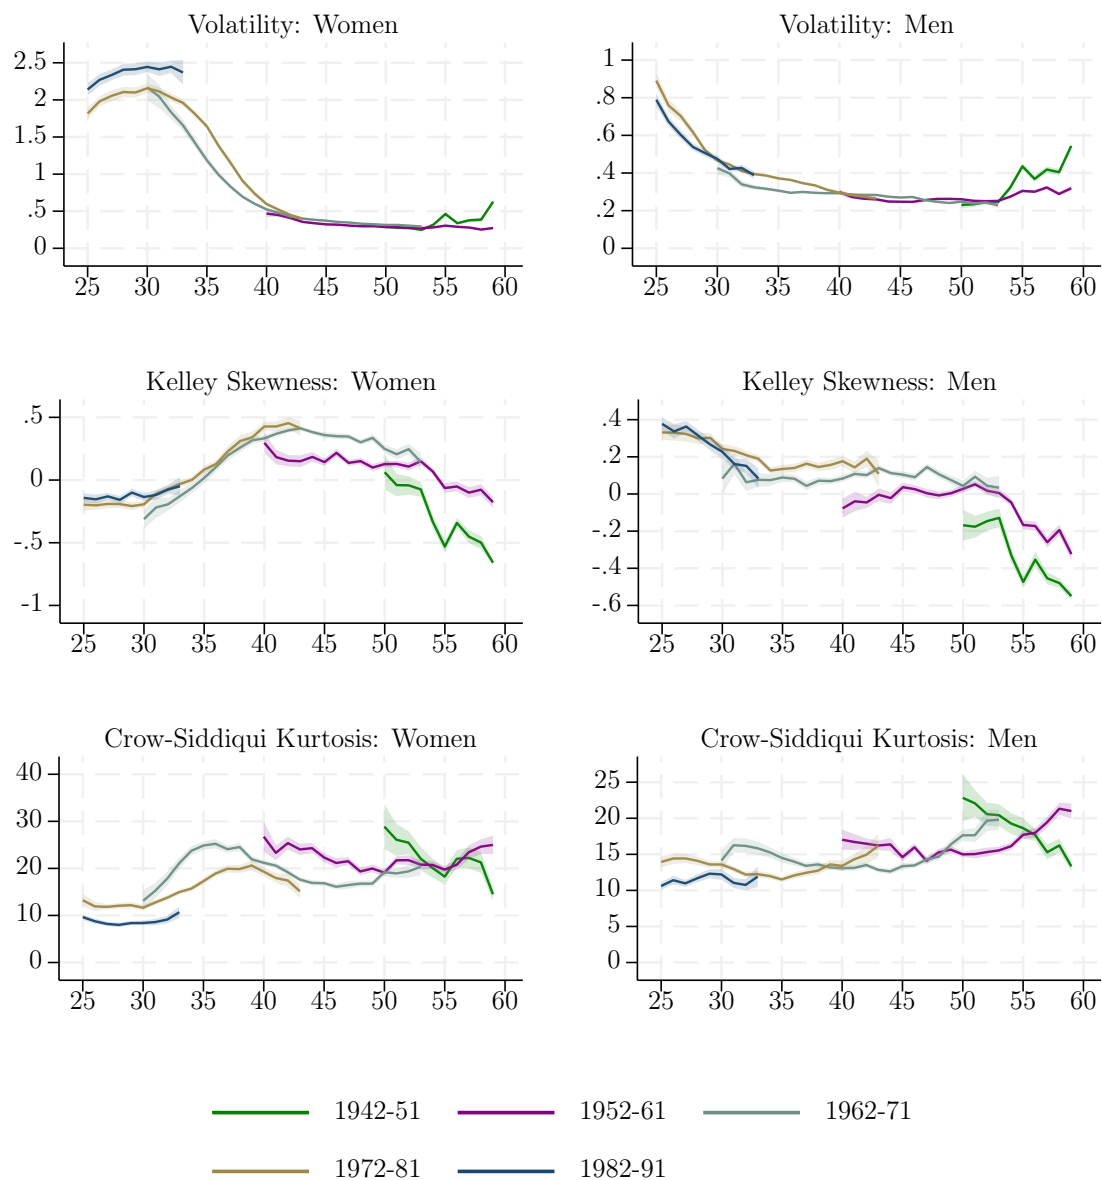 Volatility: Women
2.5
2
1.5
1
.5
0
25 30 35 40 45 50 55 60
Volatility: Men
1
.8
.6
.4
.2
0
25 30 35 40 45 50 55 60
Kelley Skewness: Women
.5
0
-.5
-1
25 30 35 40 45 50 55 60
Kelley Skewness: Men
.4
.2
0
-.2
-.4
-.6
25 30 35 40 45 50 55 60
Crow-Siddiqui Kurtosis: Women
40
30
20
10
0
25 30 35 40 45 50 55 60
Crow-Siddiqui Kurtosis: Men
25
20
15
10
5
0
25 30 35 40 45 50 55 60
1942-51 1952-61 1962-71
1972-81 1982-91